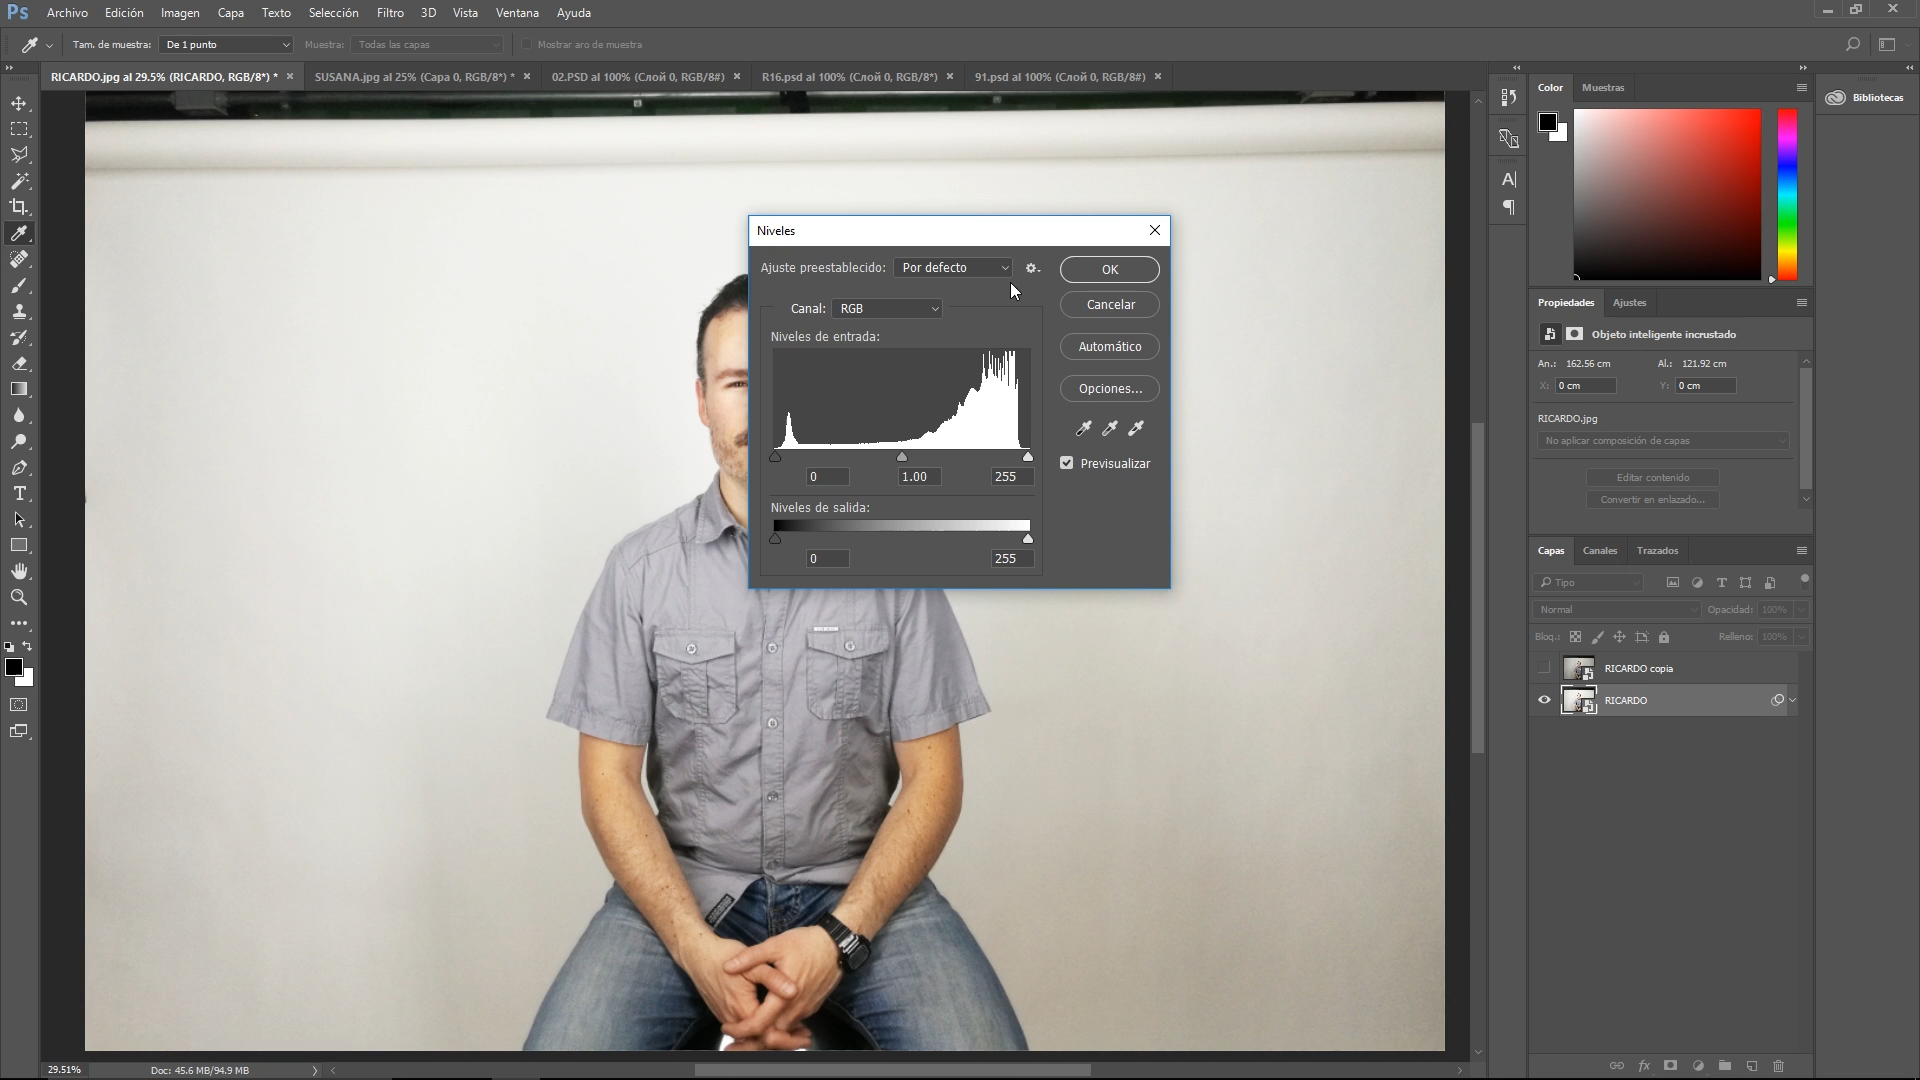 Ps Archivo Edición Imagen Capa Texto Selección Filtro 3D Vista Ventana Ayuda
Tam. de muestra: De 1 punto Muestra: Todas las capas Mostrar aro de muestra
RICARDO.jpg al 29.5% (RICARDO, RGB/8*) * × SUSANA.jpg al 25% (Capa 0, RGB/8*) * × 02.PSD al 100% (Слой 0, RGB/8#) × R16.psd al 100% (Слой 0, RGB/8*) × 91.psd al 100% (Слой 0, RGB/8#) ×
Niveles
Ajuste preestablecido: Por defecto
OK
Canal: RGB
Cancelar
Niveles de entrada:
Automático
Opciones...
Previsualizar
0 1.00 255
Niveles de salida:
0 255
Color Muestras
Bibliotecas
Propiedades Ajustes
Objeto inteligente incrustado
An.: 162.56 cm Al.: 121.92 cm
X: 0 cm Y: 0 cm
RICARDO.jpg
No aplicar composición de capas
Editar contenido
Convertir en enlazado...
Capas Canales Trazados
Tipo
Normal Opacidad: 100%
Bloq.: Relleno: 100%
RICARDO copia
RICARDO
fx
29.51% Doc: 45.6 MB/94.9 MB